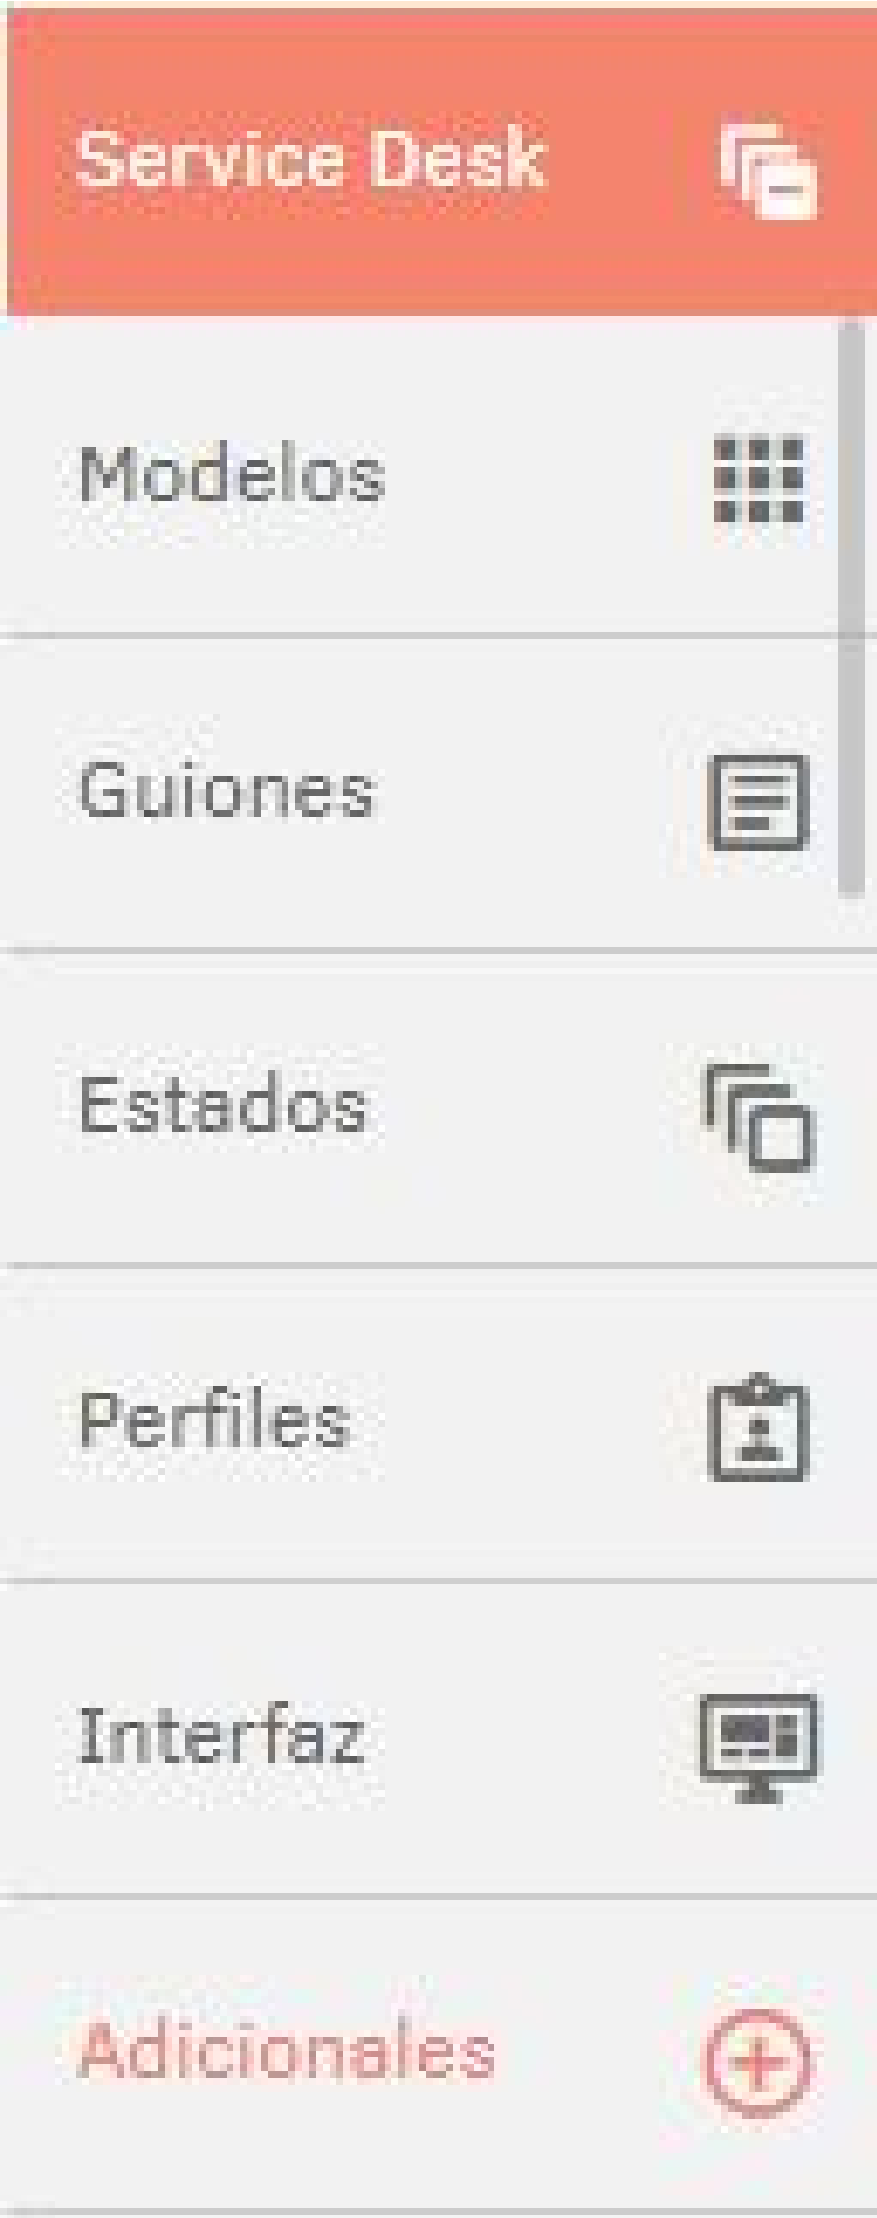 Service Desk
Modelos
Guiones
Estados
Perfiles
Interfaz
Adicionales